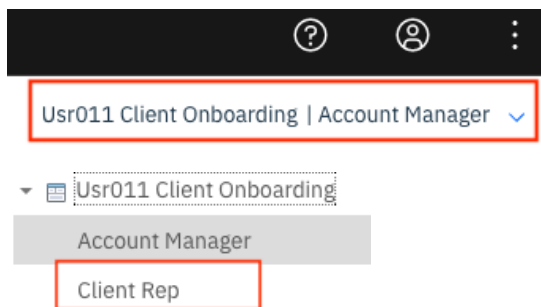 Usr011 Client Onboarding | Account Manager
Usr011 Client Onboarding
Account Manager
Client Rep